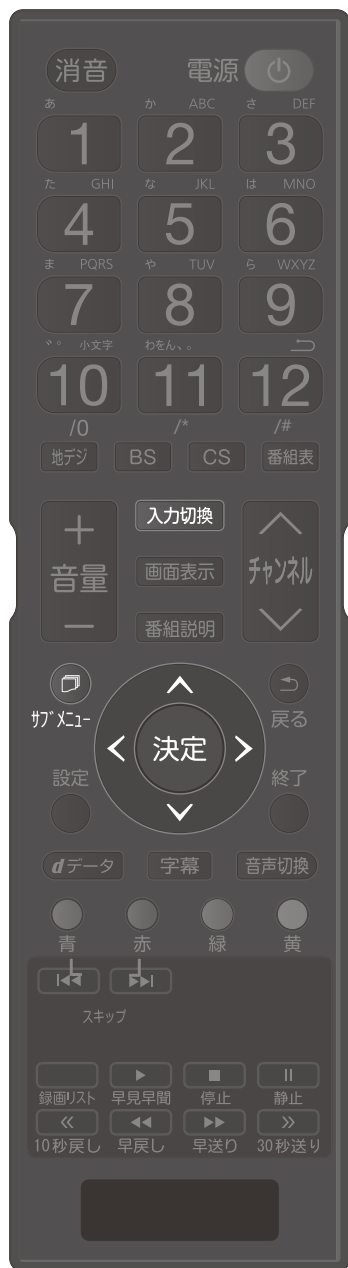 消音 電源
あ か ABC さ DEF
1 2 3
た GHI な JKL は MNO
4 5 6
ま PQRS や TUV ら WXYZ
7 8 9
゛゜ 小文字 わをん、。
10 11 12
/0 /* /#
地デジ BS CS 番組表
入力切換
+ ∧
音量 画面表示 チャンネル
- ∨
番組説明
サブメニュー 戻る
決定
設定 終了
dデータ 字幕 音声切換
青 赤 緑 黄
スキップ
録画リスト 早見早聞 停止 静止
10秒戻し 早戻し 早送り 30秒送り